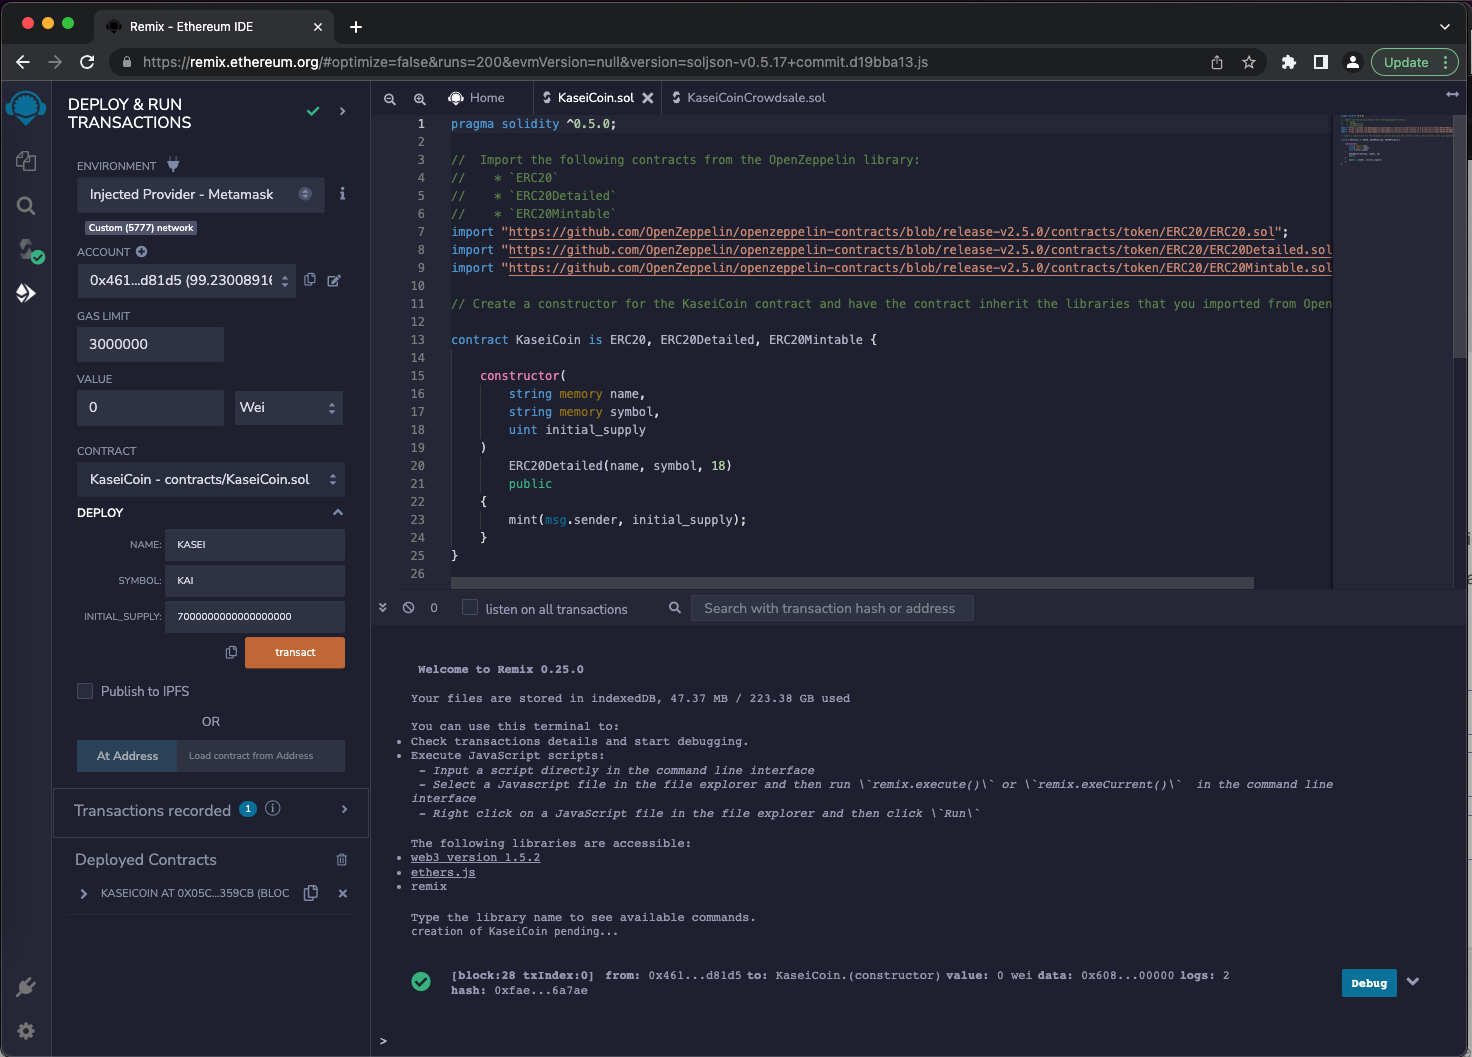 Remix - Ethereum IDE
https://remix.ethereum.org/#optimize=false&runs=200&evmVersion=null&version=soljson-v0.5.17+commit.d19bba13.js
Update
DEPLOY & RUN
TRANSACTIONS
ENVIRONMENT
Injected Provider - Metamask
Custom (5777) network
ACCOUNT
0x461...d81d5 (99.23008916
GAS LIMIT
3000000
VALUE
0
Wei
CONTRACT
KaseiCoin - contracts/KaseiCoin.sol
DEPLOY
NAME: KASEI
SYMBOL: KAI
INITIAL_SUPPLY: 7000000000000000000
transact
Publish to IPFS
OR
At Address
Load contract from Address
Transactions recorded 1
Deployed Contracts
KASEICOIN AT 0X05C...359CB (BLOC
Home
KaseiCoin.sol
KaseiCoinCrowdsale.sol
1 pragma solidity ^0.5.0;
2
3 //  Import the following contracts from the OpenZeppelin library:
4 //    * `ERC20`
5 //    * `ERC20Detailed`
6 //    * `ERC20Mintable`
7 import "https://github.com/OpenZeppelin/openzeppelin-contracts/blob/release-v2.5.0/contracts/token/ERC20/ERC20.sol";
8 import "https://github.com/OpenZeppelin/openzeppelin-contracts/blob/release-v2.5.0/contracts/token/ERC20/ERC20Detailed.sol
9 import "https://github.com/OpenZeppelin/openzeppelin-contracts/blob/release-v2.5.0/contracts/token/ERC20/ERC20Mintable.sol
10
11 // Create a constructor for the KaseiCoin contract and have the contract inherit the libraries that you imported from Open
12
13 contract KaseiCoin is ERC20, ERC20Detailed, ERC20Mintable {
14
15 constructor(
16 string memory name,
17 string memory symbol,
18 uint initial_supply
19 )
20 ERC20Detailed(name, symbol, 18)
21 public
22 {
23 mint(msg.sender, initial_supply);
24 }
25 }
26
0
listen on all transactions
Search with transaction hash or address
Welcome to Remix 0.25.0
Your files are stored in indexedDB, 47.37 MB / 223.38 GB used
You can use this terminal to:
• Check transactions details and start debugging.
• Execute JavaScript scripts:
- Input a script directly in the command line interface
- Select a Javascript file in the file explorer and then run \`remix.execute()\` or \`remix.exeCurrent()\`  in the command line
interface
- Right click on a JavaScript file in the file explorer and then click \`Run\`
The following libraries are accessible:
• web3 version 1.5.2
• ethers.js
• remix
Type the library name to see available commands.
creation of KaseiCoin pending...
[block:28 txIndex:0] from: 0x461...d81d5 to: KaseiCoin.(constructor) value: 0 wei data: 0x608...00000 logs: 2
hash: 0xfae...6a7ae
Debug
>